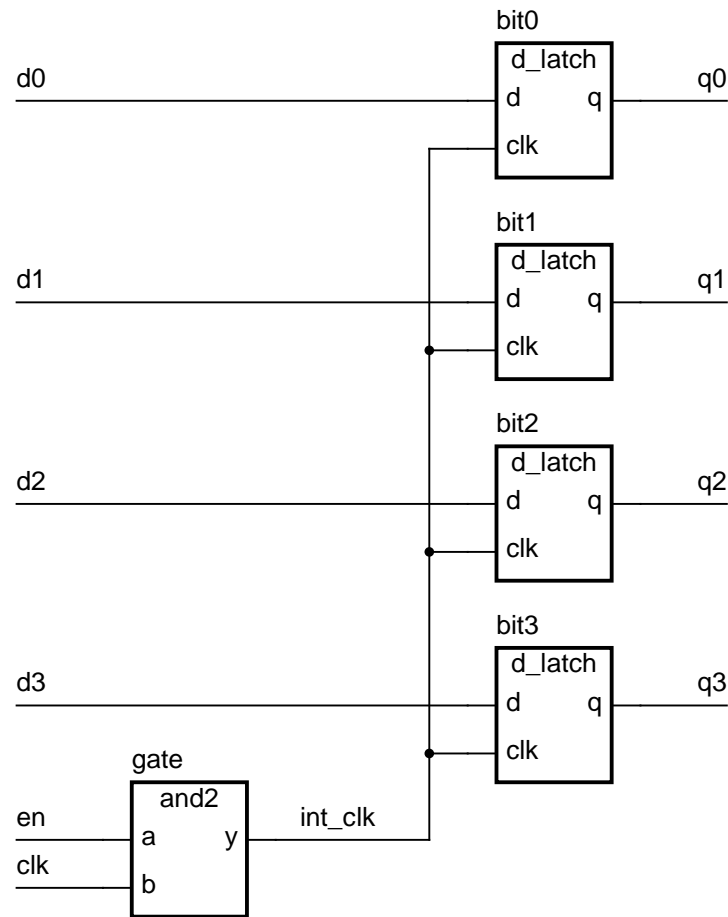 bit0
d_latch
d0
d q
q0
clk
bit1
d_latch
d1
d q
q1
clk
bit2
d_latch
d2
d q
q2
clk
bit3
d_latch
d3
d q
q3
clk
gate
and2
en
a y
int_clk
clk
b